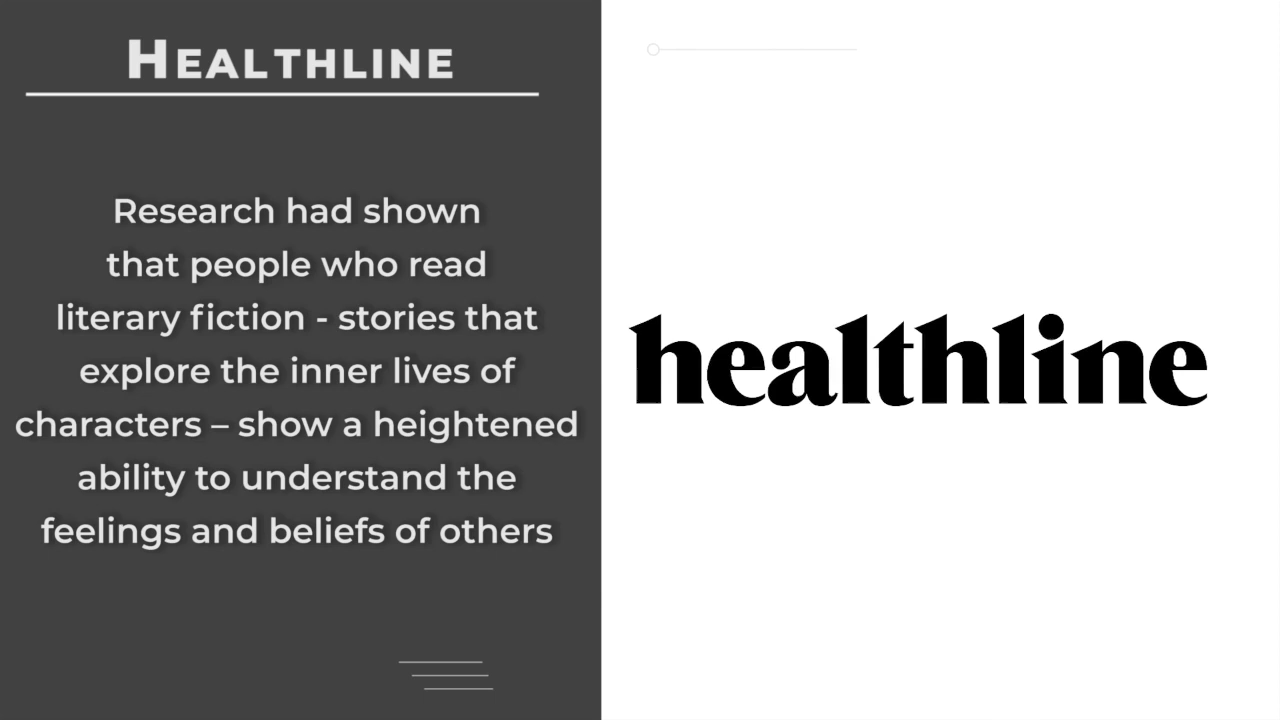 HEALTHLINE
Research had shown
that people who read
literary fiction - stories that
explore the inner lives of
characters – show a heightened
ability to understand the
feelings and beliefs of others
healthline